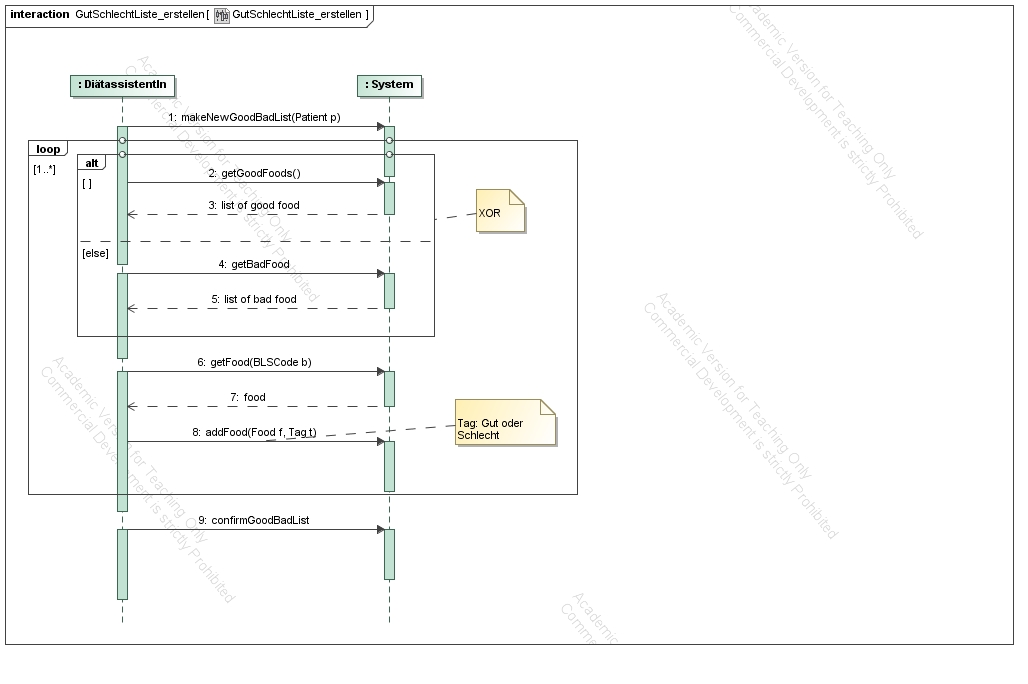 interaction GutSchlechtListe_erstellen[ GutSchlechtListe_erstellen ]
: DiätassistentIn
: System
1: makeNewGoodBadList(Patient p)
loop
[1..*]
alt
[ ]
2: getGoodFoods()
3: list of good food
XOR
[else]
4: getBadFood
5: list of bad food
6: getFood(BLSCode b)
7: food
8: addFood(Food f, Tag t)
Tag: Gut oder
Schlecht
9: confirmGoodBadList
Academic Version for Teaching Only
Commercial Development is strictly Prohibited
Academic Version for Teaching Only
Commercial Development is strictly Prohibited
Academic Version for Teaching Only
Commercial Development is strictly Prohibited
Academic Version for Teaching Only
Commercial Development is strictly Prohibited
Academic
Comm